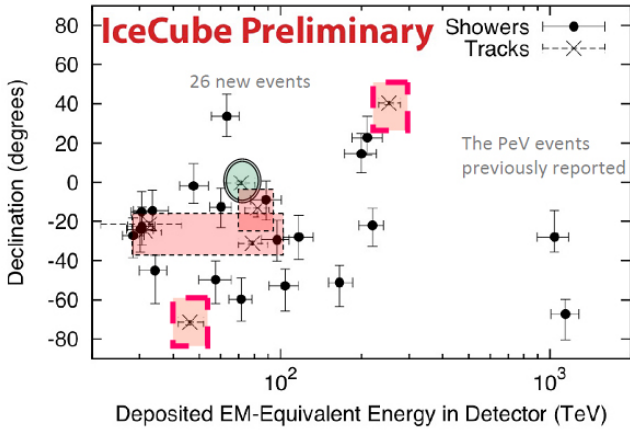 IceCube Preliminary
Showers
Tracks
26 new events
The PeV events
previously reported
80
60
40
20
0
-20
-40
-60
-80
Declination (degrees)
10²
10³
Deposited EM-Equivalent Energy in Detector (TeV)